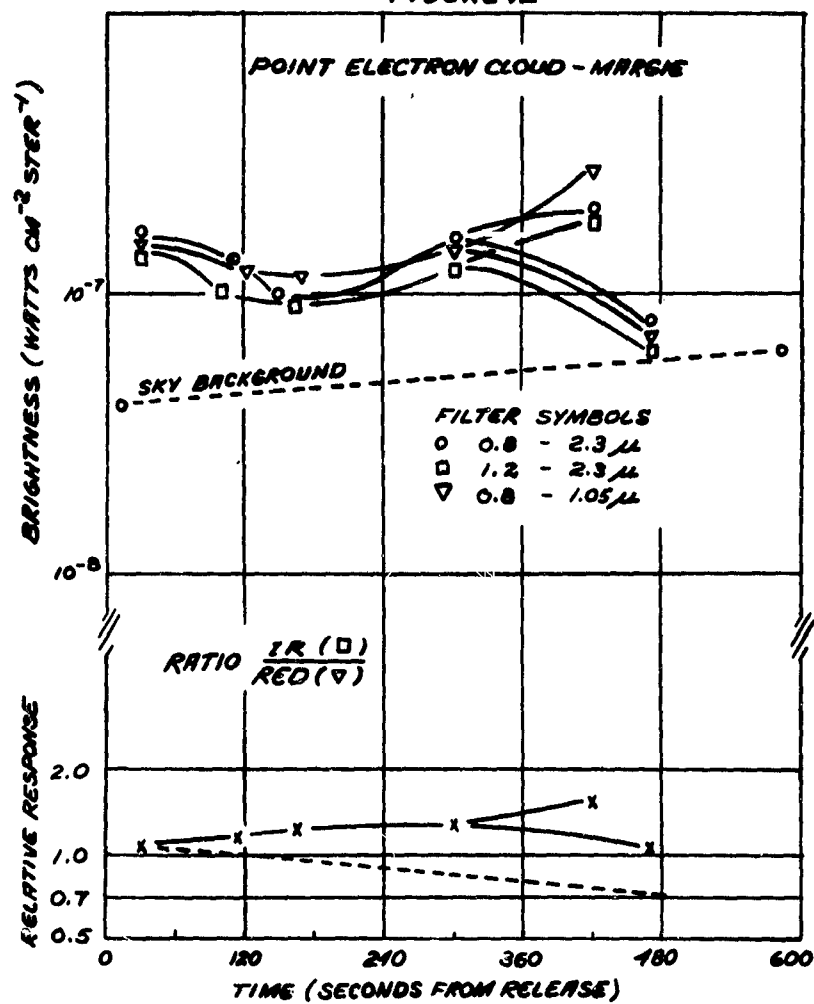 POINT ELECTRON CLOUD - MARGIE
BRIGHTNESS (WATTS CM⁻² STER⁻¹)
10⁻⁷
SKY BACKGROUND
FILTER SYMBOLS
○ 0.8 - 2.3 μ
□ 1.2 - 2.3 μ
▽ 0.8 - 1.05 μ
10⁻⁸
RATIO IR (□)
RED (▽)
RELATIVE RESPONSE
2.0
1.0
0.7
0.5
0 120 240 360 480 600
TIME (SECONDS FROM RELEASE)